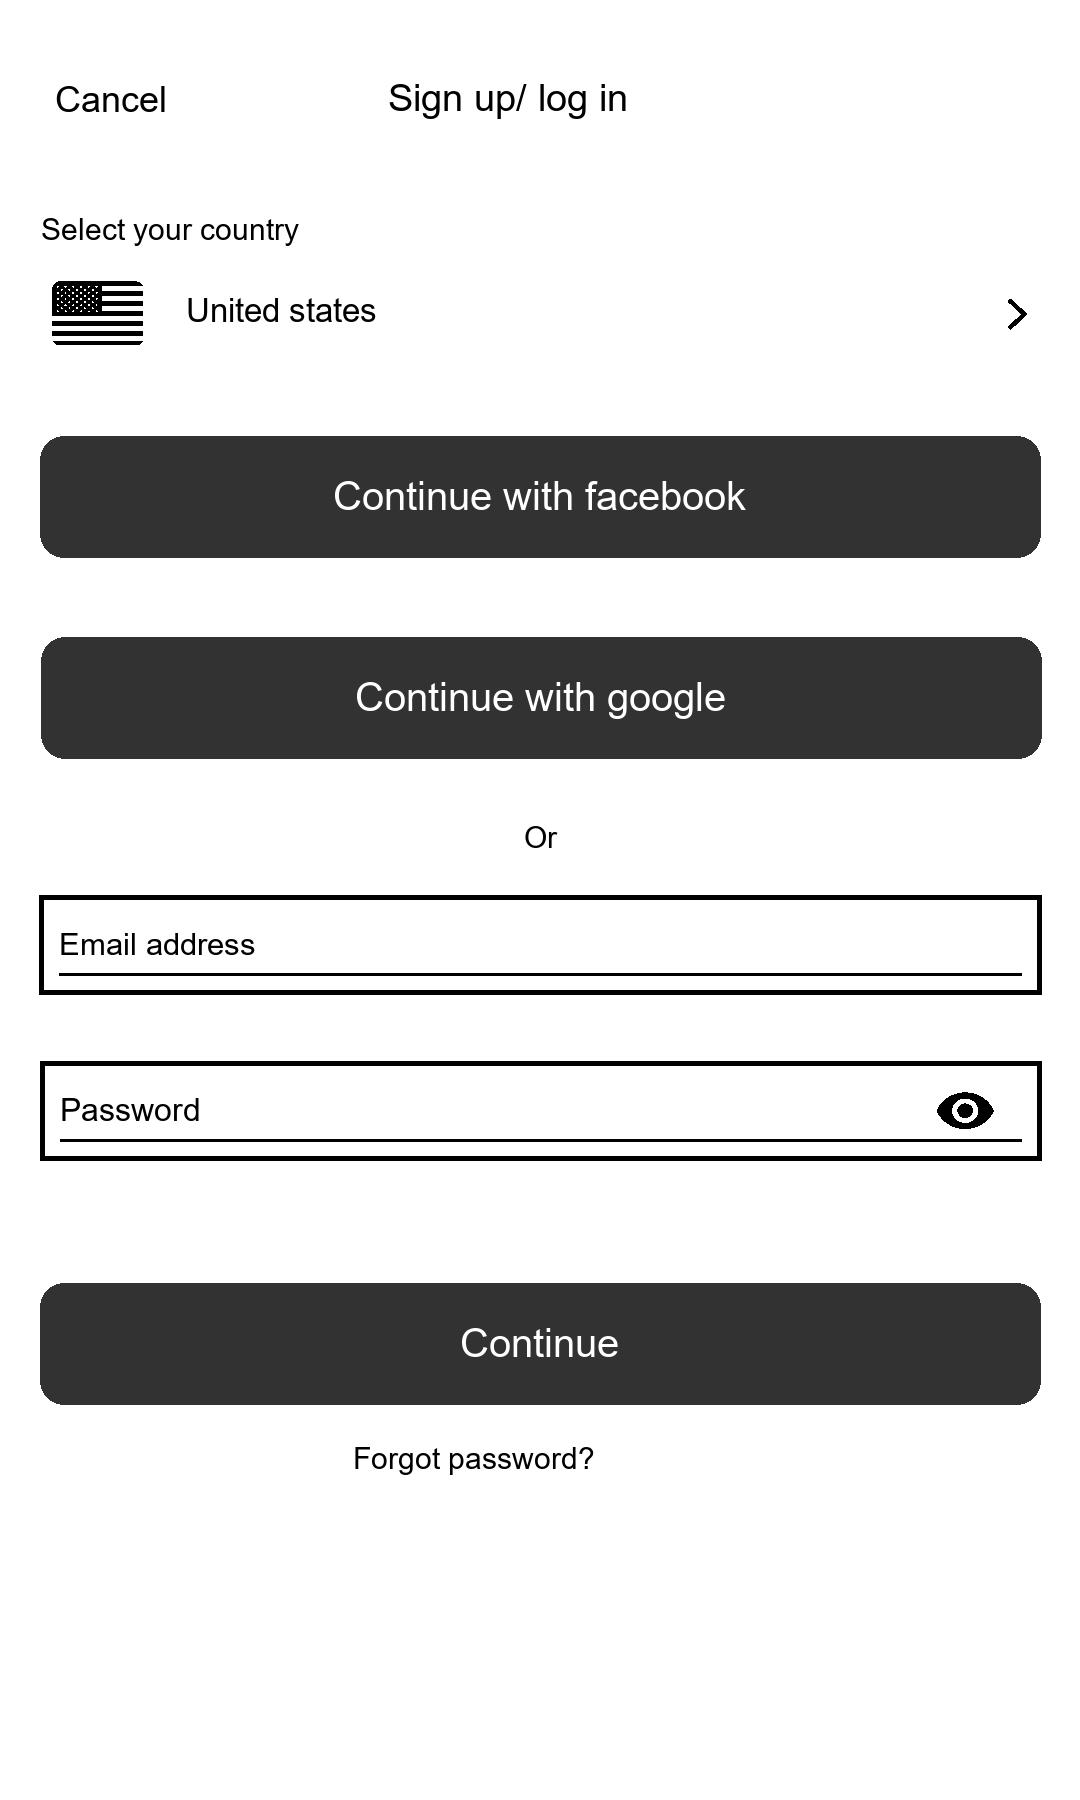 Cancel
Sign up/ log in
Select your country
United states
Continue with facebook
Continue with google
Or
Email address
Password
Continue
Forgot password?